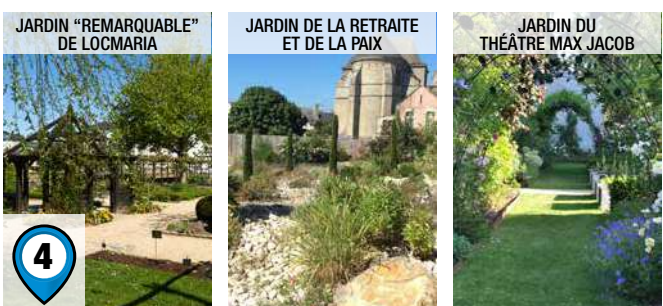 JARDIN “REMARQUABLE”
DE LOCMARIA
JARDIN DE LA RETRAITE
ET DE LA PAIX
JARDIN DU
THÉÂTRE MAX JACOB
4